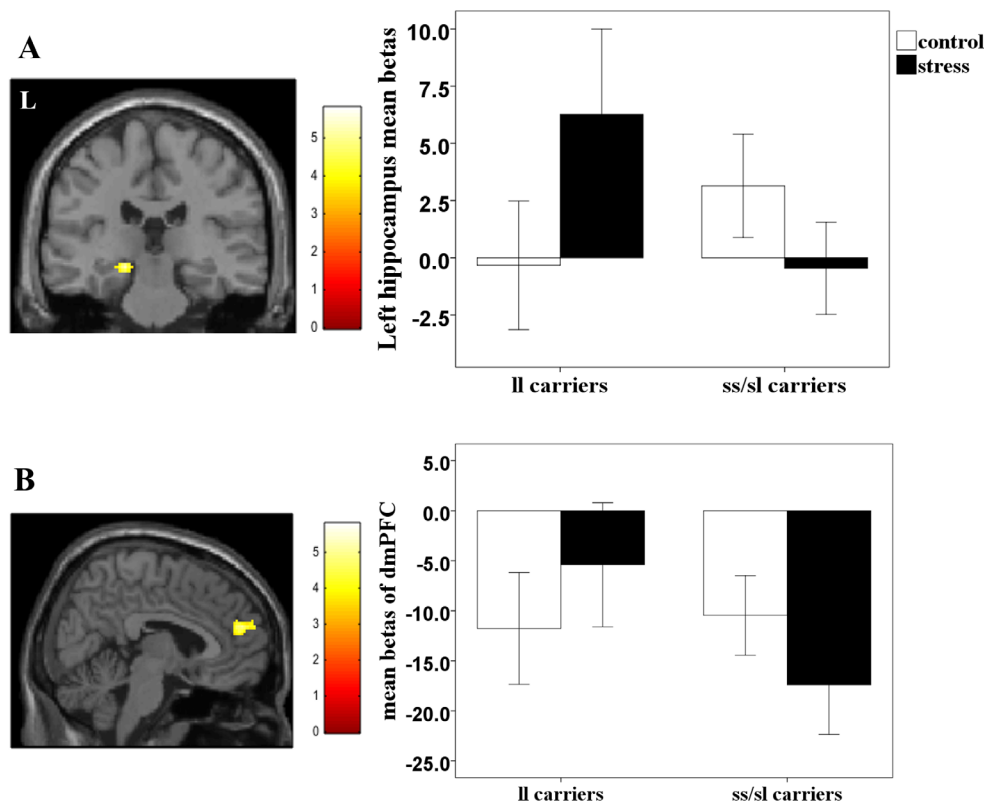 A
L
5
4
3
2
1
0
Left hippocampus mean betas
10.0
7.5
5.0
2.5
0.0
-2.5
ll carriers
ss/sl carriers
control
stress
B
5
4
3
2
1
0
mean betas of dmPFC
5.0
0.0
-5.0
-10.0
-15.0
-20.0
-25.0
ll carriers
ss/sl carriers